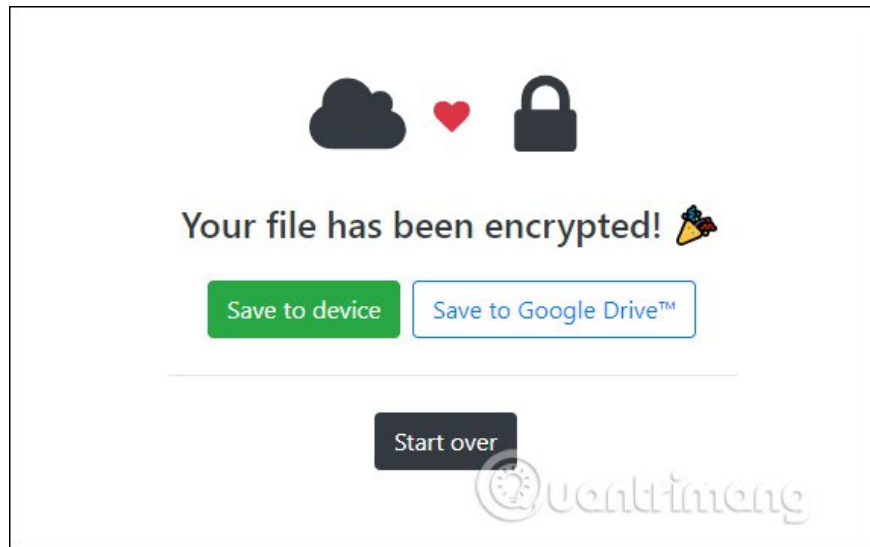 Your file has been encrypted! 🎉
Save to device
Save to Google Drive™
Start over
Quantrimang